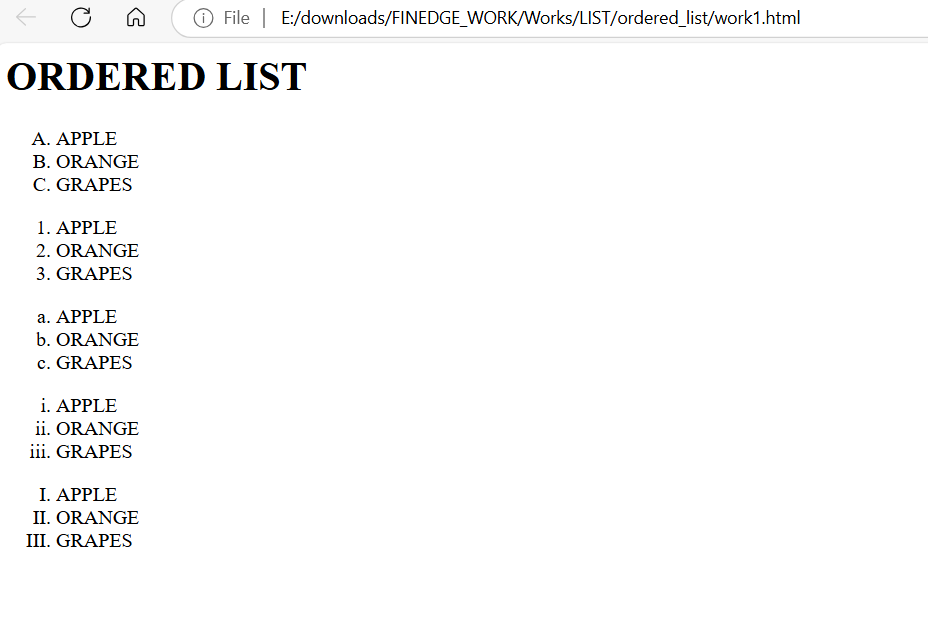 File | E:/downloads/FINEDGE_WORK/Works/LIST/ordered_list/work1.html
ORDERED LIST
A. APPLE
B. ORANGE
C. GRAPES
1. APPLE
2. ORANGE
3. GRAPES
a. APPLE
b. ORANGE
c. GRAPES
i. APPLE
ii. ORANGE
iii. GRAPES
I. APPLE
II. ORANGE
III. GRAPES